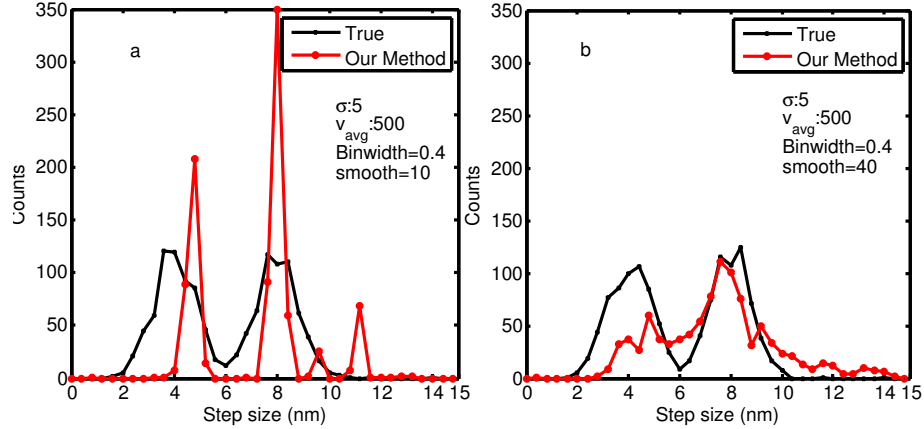 a
True
Our Method
σ:5
v_avg:500
Binwidth=0.4
smooth=10
Counts
350
300
250
200
150
100
50
0
0 2 4 6 8 10 12 14 15
Step size (nm)
b
True
Our Method
σ:5
v_avg:500
Binwidth=0.4
smooth=40
Counts
350
300
250
200
150
100
50
0
0 2 4 6 8 10 12 14 15
Step size (nm)